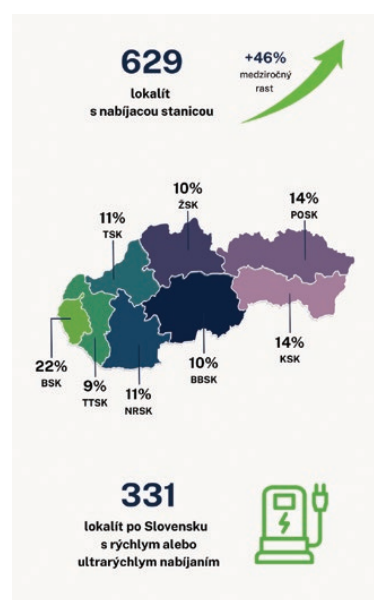 629
lokalít
s nabíjacou stanicou
+46%
medziročný
rast
10%
ŽSK
14%
POSK
11%
TSK
22%
BSK
9%
TTSK
11%
NRSK
10%
BBSK
14%
KSK
331
lokalít po Slovensku
s rýchlym alebo
ultrarýchlym nabíjaním